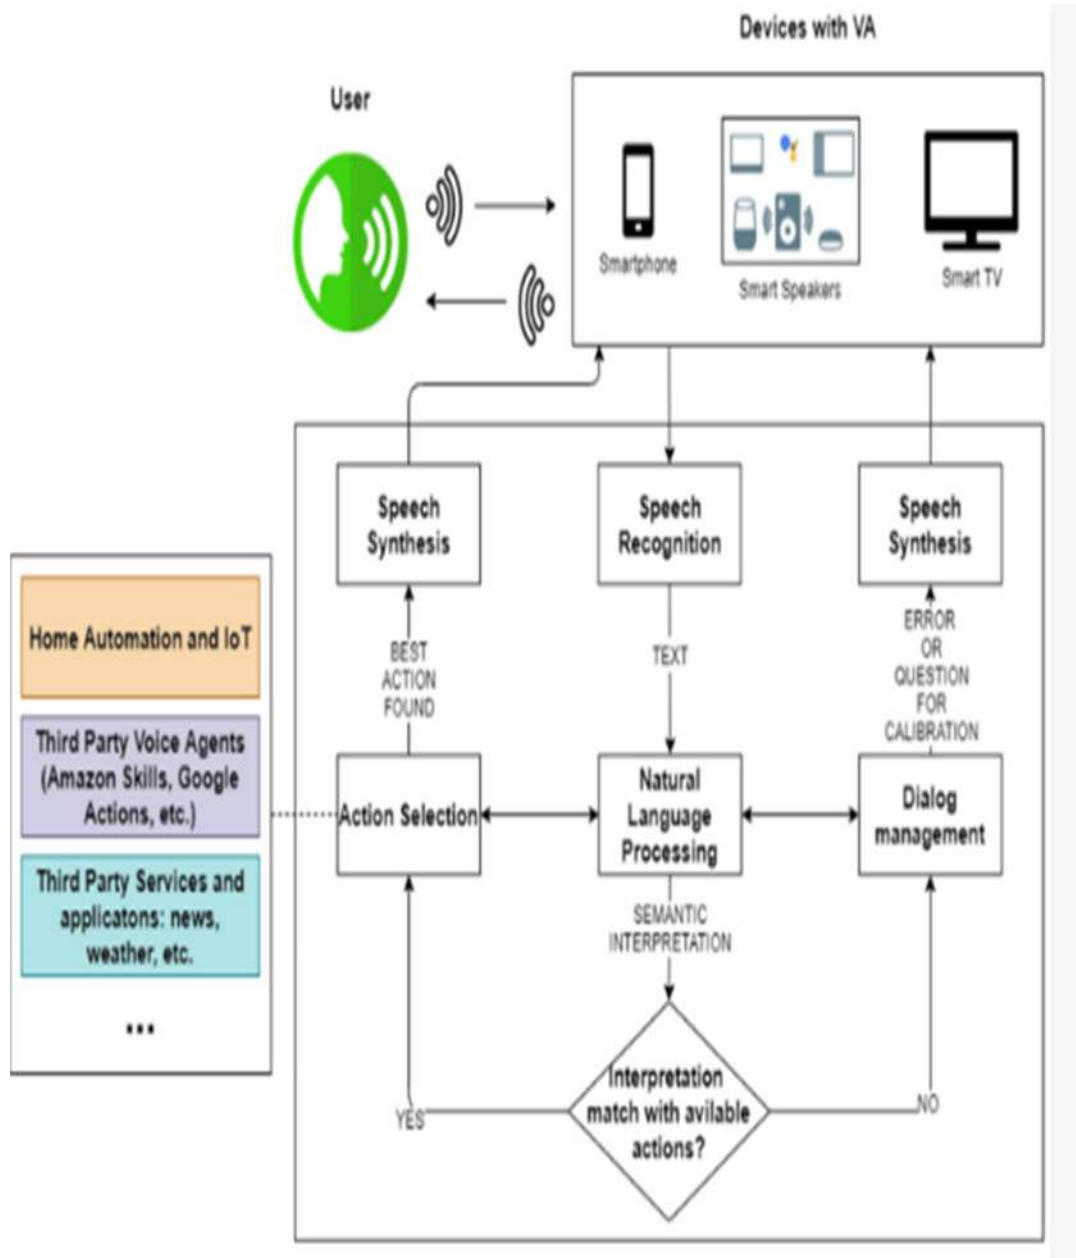 Devices with VA
User
Smartphone
Smart Speakers
Smart TV
Speech
Synthesis
Speech
Recognition
Speech
Synthesis
Home Automation and IoT
Third Party Voice Agents
(Amazon Skills, Google
Actions, etc.)
Third Party Services and
applicatons: news,
weather, etc.
...
BEST
ACTION
FOUND
TEXT
ERROR
OR
QUESTION
FOR
CALIBRATION
Action Selection
Natural
Language
Processing
Dialog
management
SEMANTIC
INTERPRETATION
Interpretation
match with avilable
actions?
YES
NO